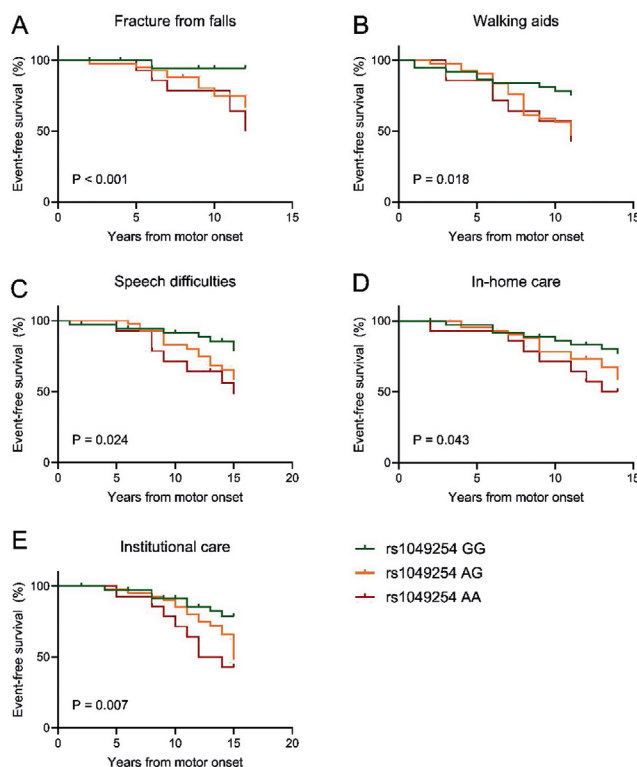 A
Fracture from falls
Event-free survival (%)
100
50
0
P < 0.001
0 5 10 15
Years from motor onset
B
Walking aids
Event-free survival (%)
100
50
0
P = 0.018
0 5 10 15
Years from motor onset
C
Speech difficulties
Event-free survival (%)
100
50
0
P = 0.024
0 5 10 15 20
Years from motor onset
D
In-home care
Event-free survival (%)
100
50
0
P = 0.043
0 5 10 15
Years from motor onset
E
Institutional care
Event-free survival (%)
100
50
0
P = 0.007
0 5 10 15 20
Years from motor onset
rs1049254 GG
rs1049254 AG
rs1049254 AA